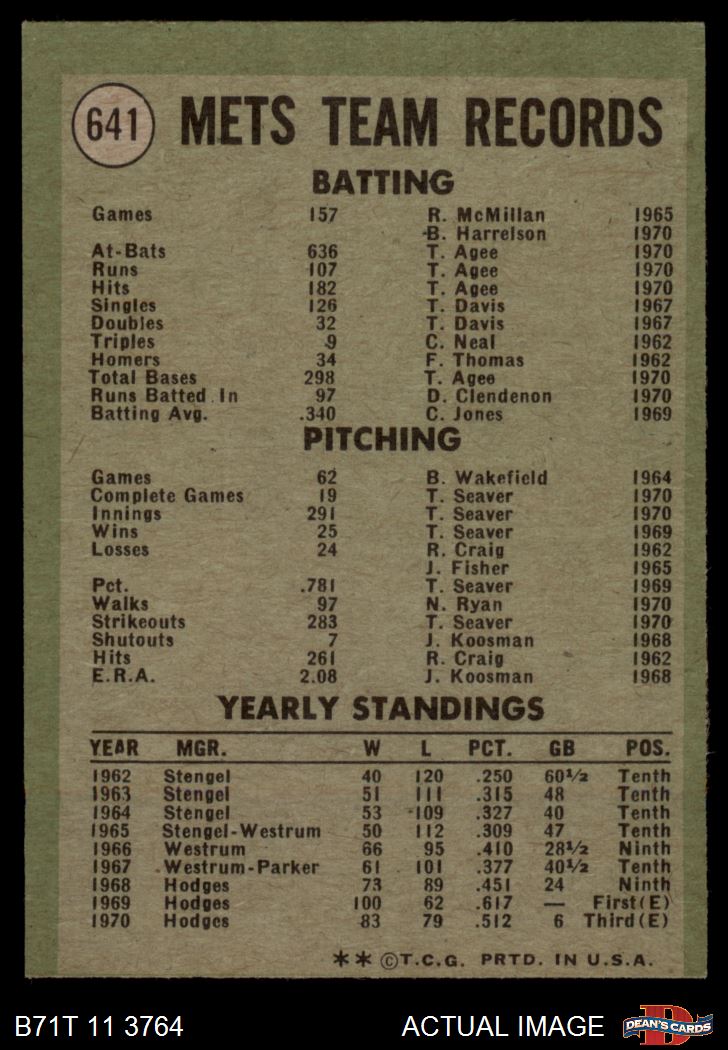 641 METS TEAM RECORDS
BATTING
Games 157 R. McMillan 1965
B. Harrelson 1970
At-Bats 636 T. Agee 1970
Runs 107 T. Agee 1970
Hits 182 T. Agee 1970
Singles 126 T. Davis 1967
Doubles 32 T. Davis 1967
Triples 9 C. Neal 1962
Homers 34 F. Thomas 1962
Total Bases 298 T. Agee 1970
Runs Batted In 97 D. Clendenon 1970
Batting Avg. .340 C. Jones 1969
PITCHING
Games 62 B. Wakefield 1964
Complete Games 19 T. Seaver 1970
Innings 291 T. Seaver 1970
Wins 25 T. Seaver 1969
Losses 24 R. Craig 1962
J. Fisher 1965
Pct. .781 T. Seaver 1969
Walks 97 N. Ryan 1970
Strikeouts 283 T. Seaver 1970
Shutouts 7 J. Koosman 1968
Hits 261 R. Craig 1962
E.R.A. 2.08 J. Koosman 1968
YEARLY STANDINGS
YEAR MGR. W L PCT. GB POS.
1962 Stengel 40 120 .250 60½ Tenth
1963 Stengel 51 111 .315 48 Tenth
1964 Stengel 53 109 .327 40 Tenth
1965 Stengel-Westrum 50 112 .309 47 Tenth
1966 Westrum 66 95 .410 28½ Ninth
1967 Westrum-Parker 61 101 .377 40½ Tenth
1968 Hodges 73 89 .451 24 Ninth
1969 Hodges 100 62 .617 — First(E)
1970 Hodges 83 79 .512 6 Third(E)
** ©T.C.G. PRTD. IN U.S.A.
B71T 11 3764 ACTUAL IMAGE D DEAN'S CARDS